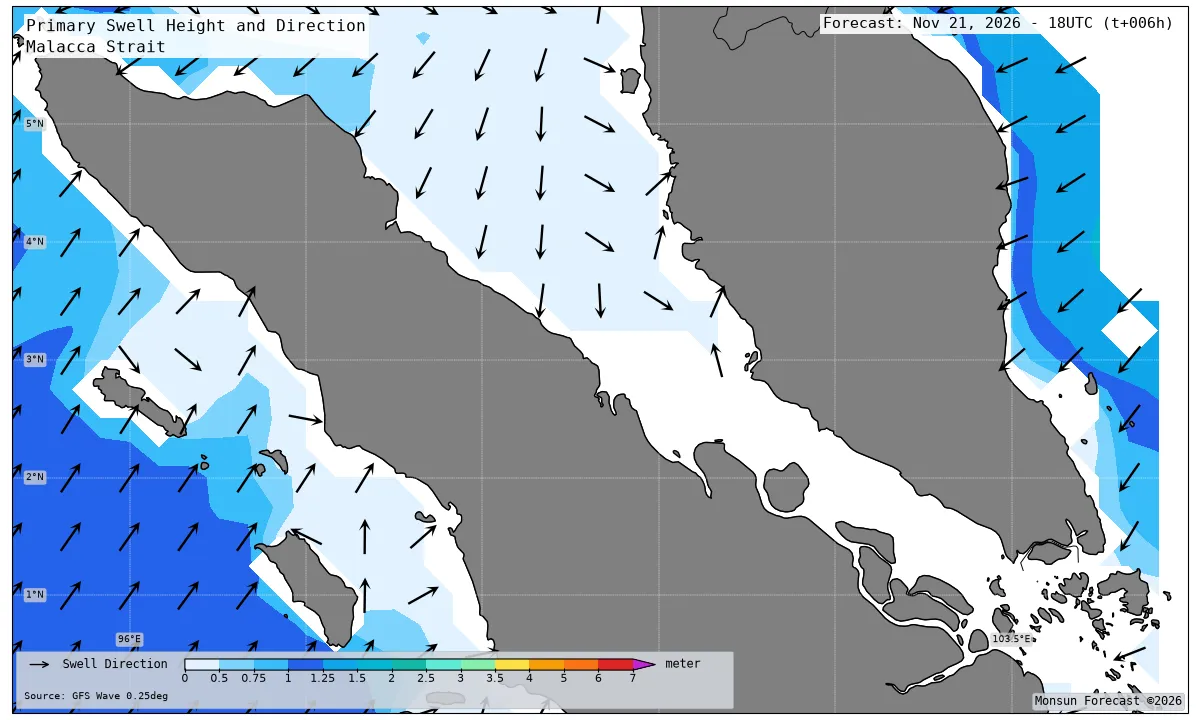 Primary Swell Height and Direction
Malacca Strait
Forecast: Nov 21, 2026 - 18UTC (t+006h)
5°N
4°N
3°N
2°N
1°N
96°E
103.5°E
Swell Direction
0 0.5 0.75 1 1.25 1.5 2 2.5 3 3.5 4 5 6 7
meter
Source: GFS Wave 0.25deg
Monsun Forecast ©2026